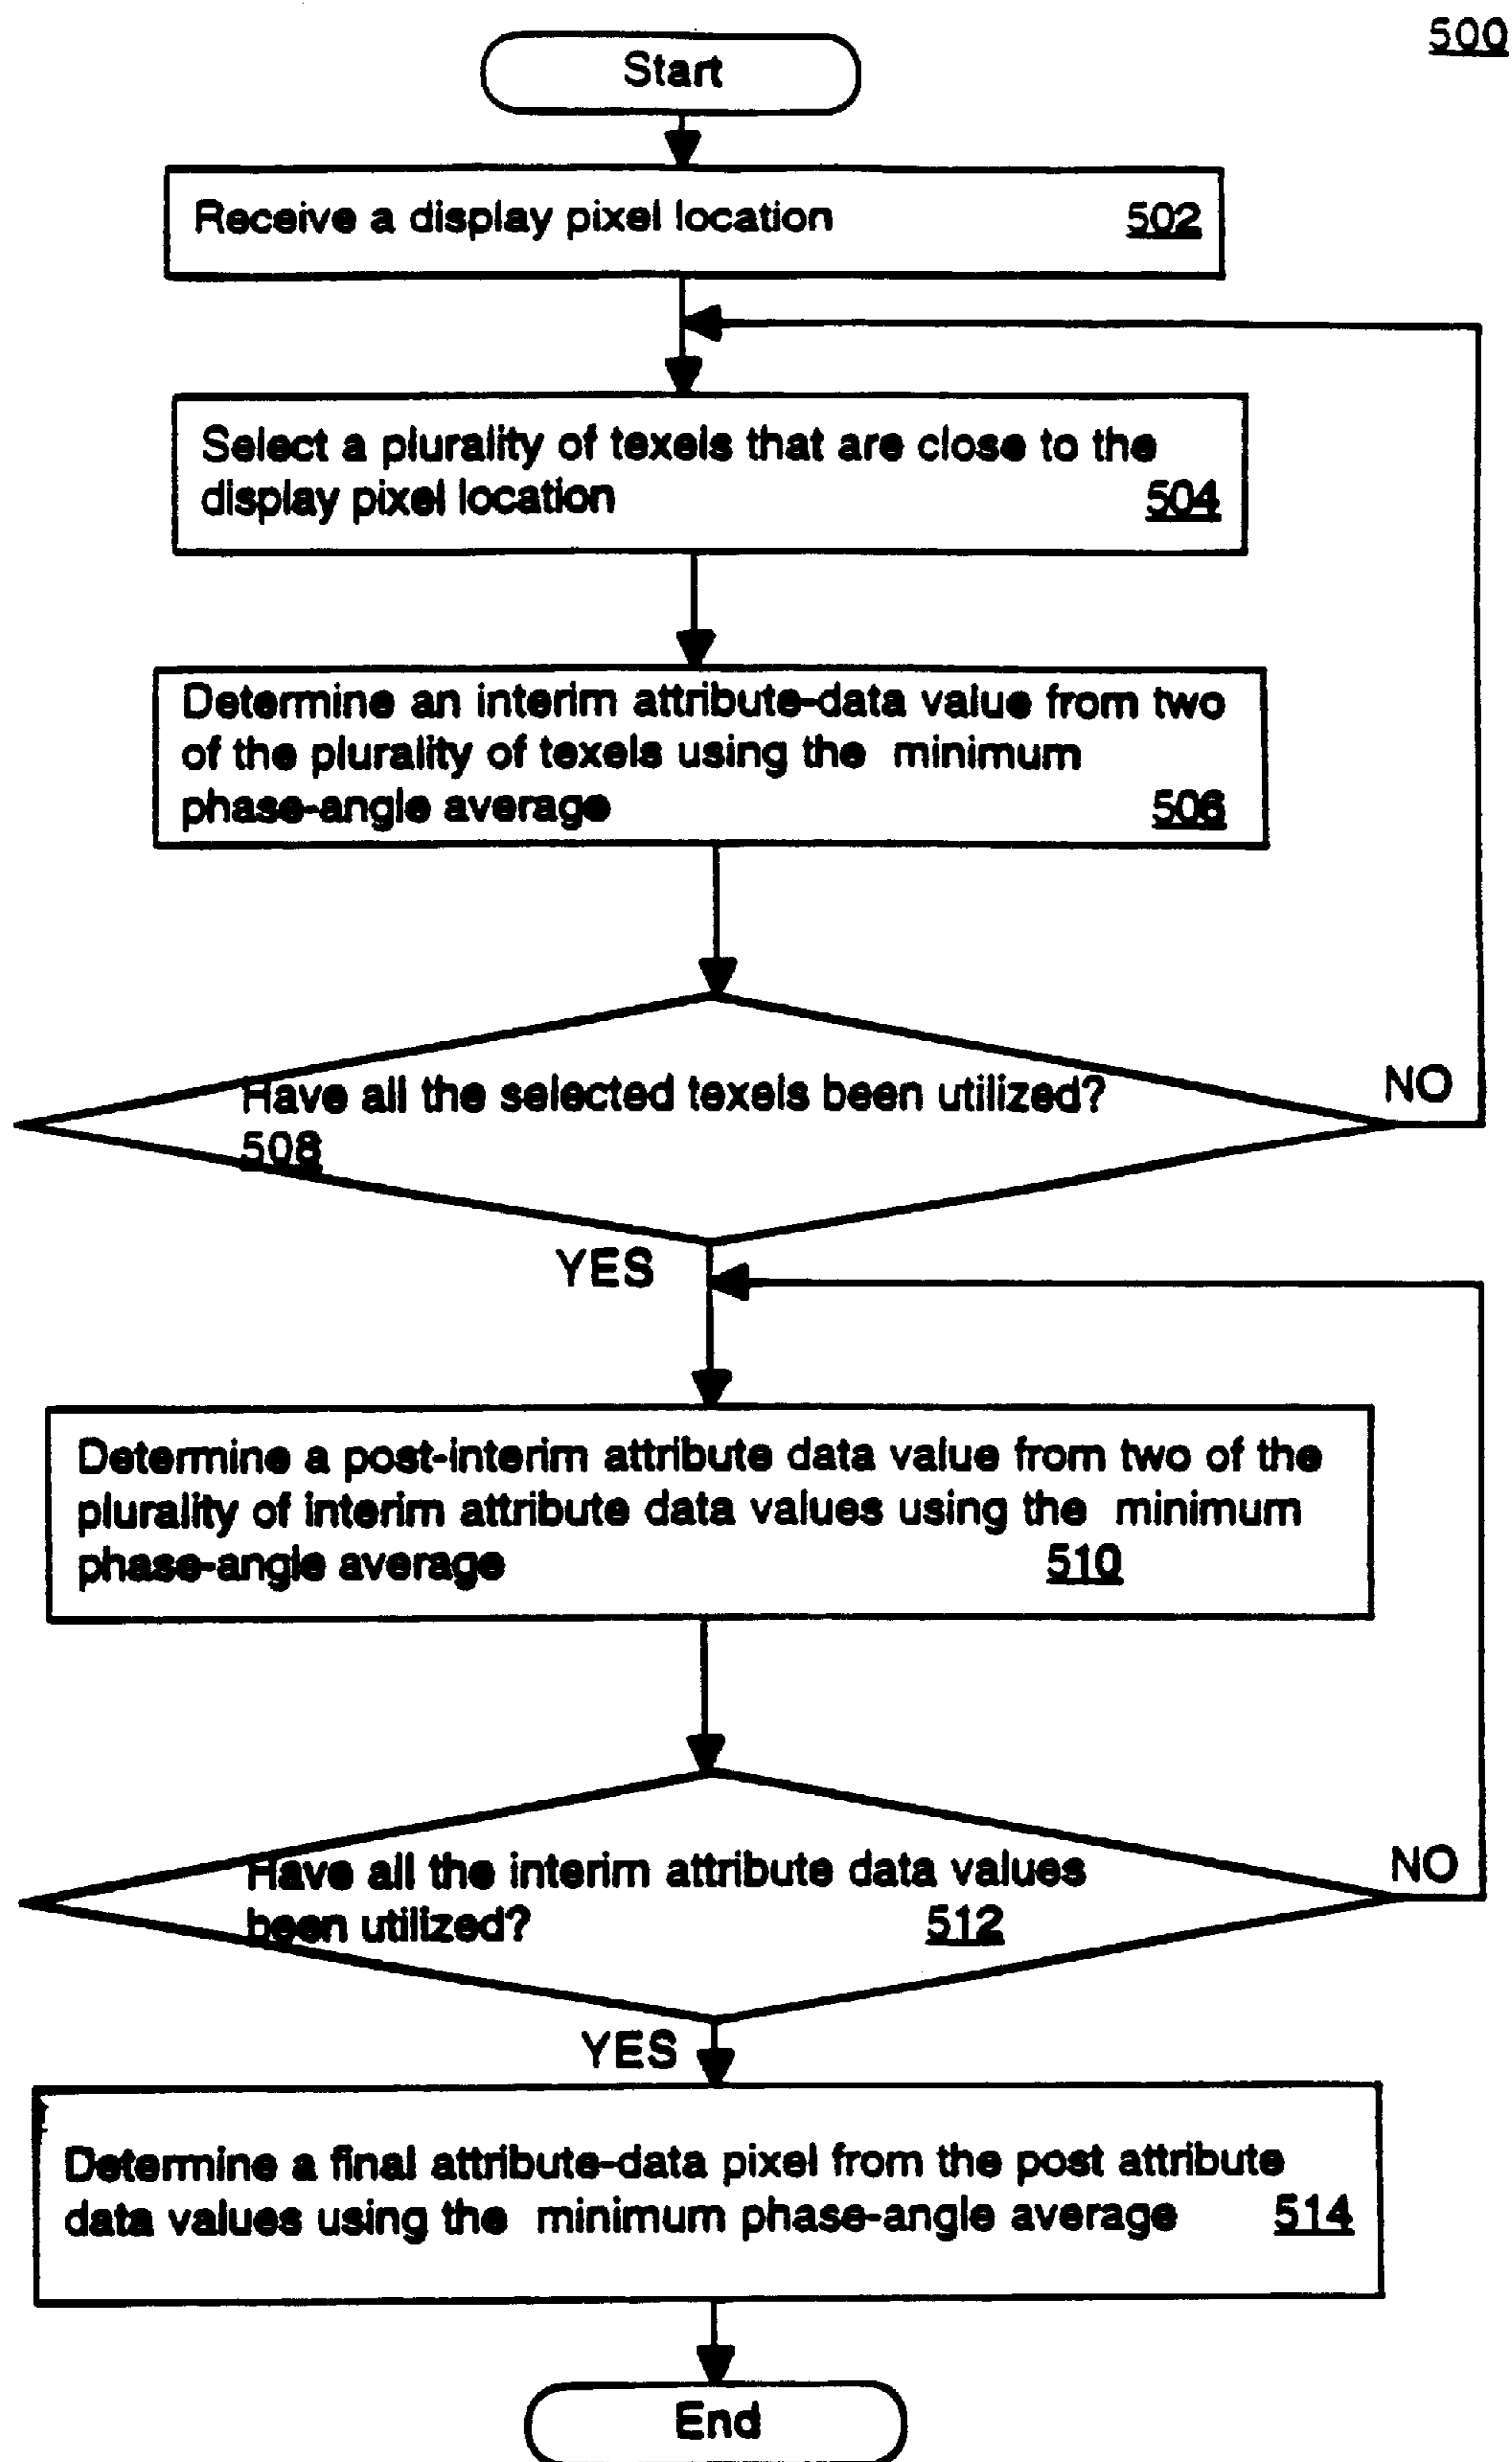 500
Start
Receive a display pixel location 502
Select a plurality of texels that are close to the
display pixel location 504
Determine an interim attribute-data value from two
of the plurality of texels using the minimum
phase-angle average 506
Have all the selected texels been utilized?
508
NO
YES
Determine a post-interim attribute data value from two of the
plurality of interim attribute data values using the minimum
phase-angle average 510
Have all the interim attribute data values
been utilized? 512
NO
YES
Determine a final attribute-data pixel from the post attribute
data values using the minimum phase-angle average 514
End